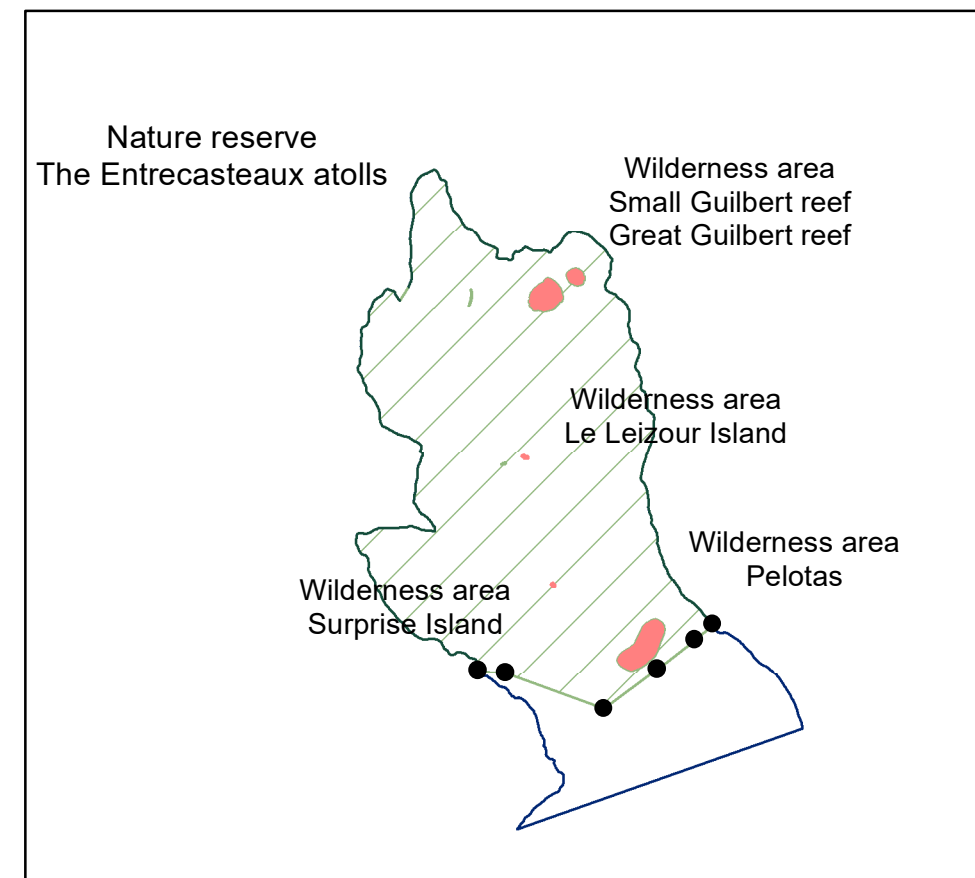 Nature reserve
The Entrecasteaux atolls
Wilderness area
Small Guilbert reef
Great Guilbert reef
Wilderness area
Le Leizour Island
Wilderness area
Pelotas
Wilderness area
Surprise Island